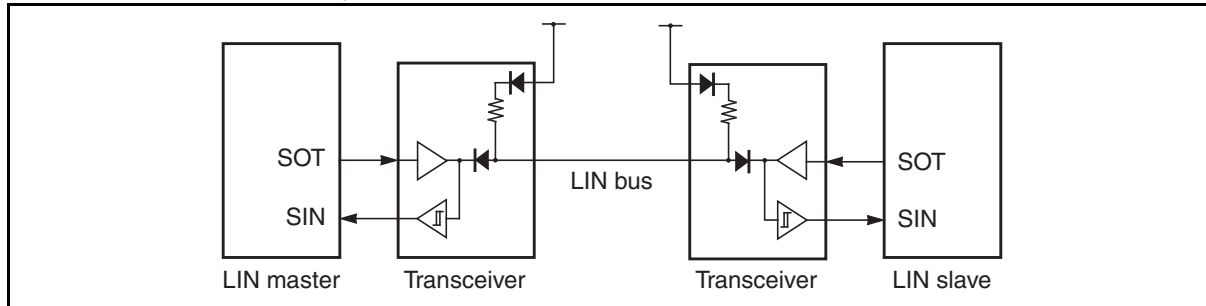 SOT
SIN
LIN bus
SOT
SIN
LIN master
Transceiver
Transceiver
LIN slave